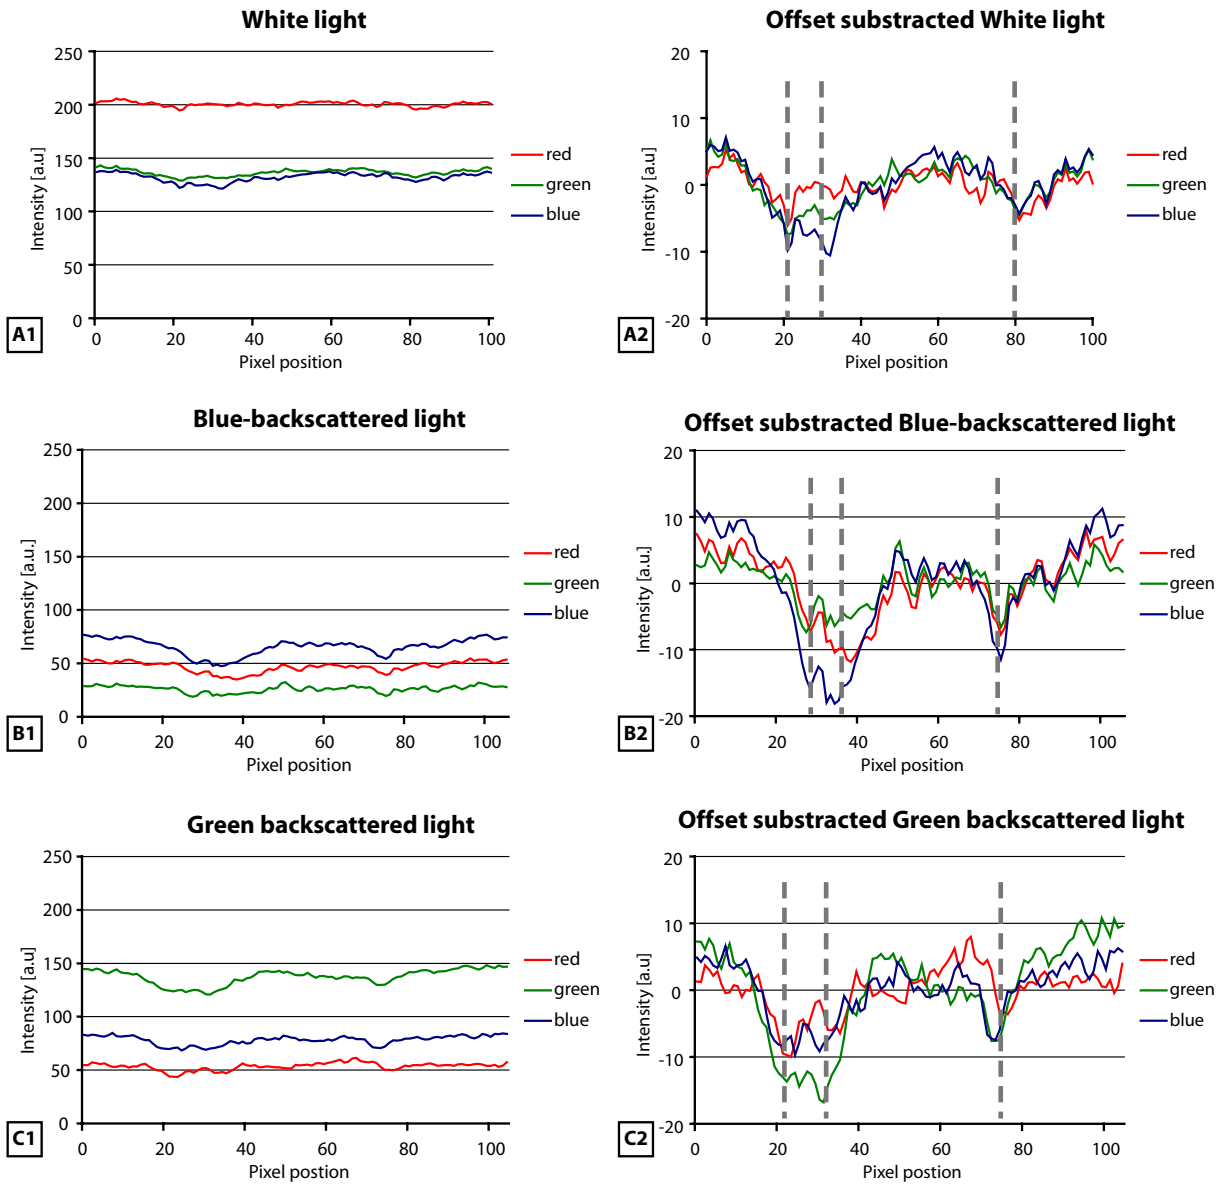 White light
250
200
150
100
50
0
Intensity [a.u]
0 20 40 60 80 100
Pixel position
red
green
blue
A1
Offset substracted White light
20
10
0
-10
-20
Intensity [a.u]
0 20 40 60 80 100
Pixel position
red
green
blue
A2
Blue-backscattered light
250
200
150
100
50
0
Intensity [a.u.]
0 20 40 60 80 100
Pixel position
red
green
blue
B1
Offset substracted Blue-backscattered light
20
10
0
-10
-20
Intensity [a.u.]
0 20 40 60 80 100
Pixel position
red
green
blue
B2
Green backscattered light
250
200
150
100
50
0
Intensity [a.u]
0 20 40 60 80 100
Pixel postion
red
green
blue
C1
Offset substracted Green backscattered light
20
10
0
-10
-20
Intensity [a.u]
0 20 40 60 80 100
Pixel position
red
green
blue
C2